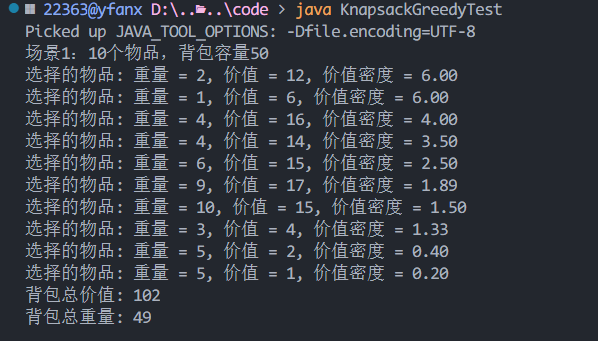 22363@yfanx D:\..\..\code > java KnapsackGreedyTest
Picked up JAVA_TOOL_OPTIONS: -Dfile.encoding=UTF-8
场景1: 10个物品，背包容量50
选择的物品: 重量 = 2, 价值 = 12, 价值密度 = 6.00
选择的物品: 重量 = 1, 价值 = 6, 价值密度 = 6.00
选择的物品: 重量 = 4, 价值 = 16, 价值密度 = 4.00
选择的物品: 重量 = 4, 价值 = 14, 价值密度 = 3.50
选择的物品: 重量 = 6, 价值 = 15, 价值密度 = 2.50
选择的物品: 重量 = 9, 价值 = 17, 价值密度 = 1.89
选择的物品: 重量 = 10, 价值 = 15, 价值密度 = 1.50
选择的物品: 重量 = 3, 价值 = 4, 价值密度 = 1.33
选择的物品: 重量 = 5, 价值 = 2, 价值密度 = 0.40
选择的物品: 重量 = 5, 价值 = 1, 价值密度 = 0.20
背包总价值: 102
背包总重量: 49